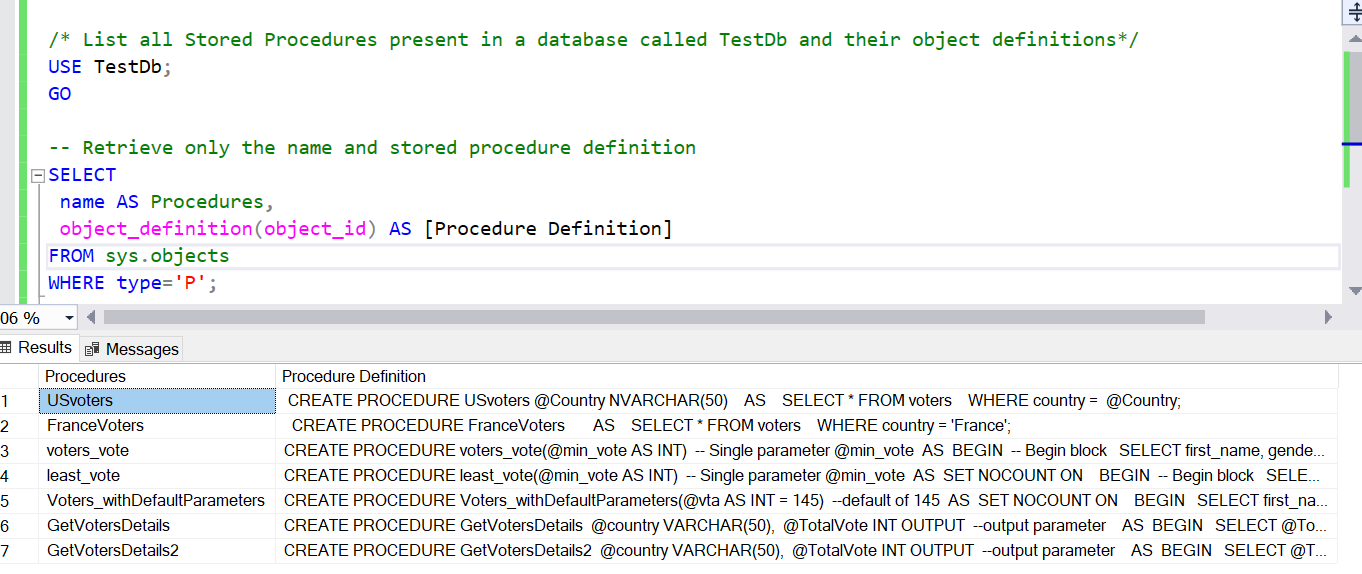 /* List all Stored Procedures present in a database called TestDb and their object definitions*/
USE TestDb;
GO
-- Retrieve only the name and stored procedure definition
SELECT
name AS Procedures,
object_definition(object_id) AS [Procedure Definition]
FROM sys.objects
WHERE type='P';
06 %
Results Messages
Procedures Procedure Definition
1 USvoters CREATE PROCEDURE USvoters @Country NVARCHAR(50) AS SELECT * FROM voters WHERE country = @Country;
2 FranceVoters CREATE PROCEDURE FranceVoters AS SELECT * FROM voters WHERE country = 'France';
3 voters_vote CREATE PROCEDURE voters_vote(@min_vote AS INT) -- Single parameter @min_vote AS BEGIN -- Begin block SELECT first_name, gende...
4 least_vote CREATE PROCEDURE least_vote(@min_vote AS INT) -- Single parameter @min_vote AS SET NOCOUNT ON BEGIN -- Begin block SELE...
5 Voters_withDefaultParameters CREATE PROCEDURE Voters_withDefaultParameters(@vta AS INT = 145) --default of 145 AS SET NOCOUNT ON BEGIN SELECT first_na...
6 GetVotersDetails CREATE PROCEDURE GetVotersDetails @country VARCHAR(50), @TotalVote INT OUTPUT --output parameter AS BEGIN SELECT @To...
7 GetVotersDetails2 CREATE PROCEDURE GetVotersDetails2 @country VARCHAR(50), @TotalVote INT OUTPUT --output parameter AS BEGIN SELECT @T...